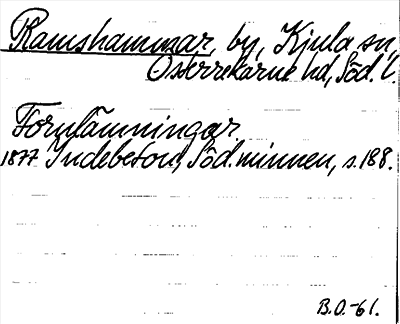 Ramshammar, by, Kjula sn,
Österrekarne hd, Söd. l.
Fornlämningar.
1877 Indebetou, Söd. minnen, s. 188.
B.O.-61.